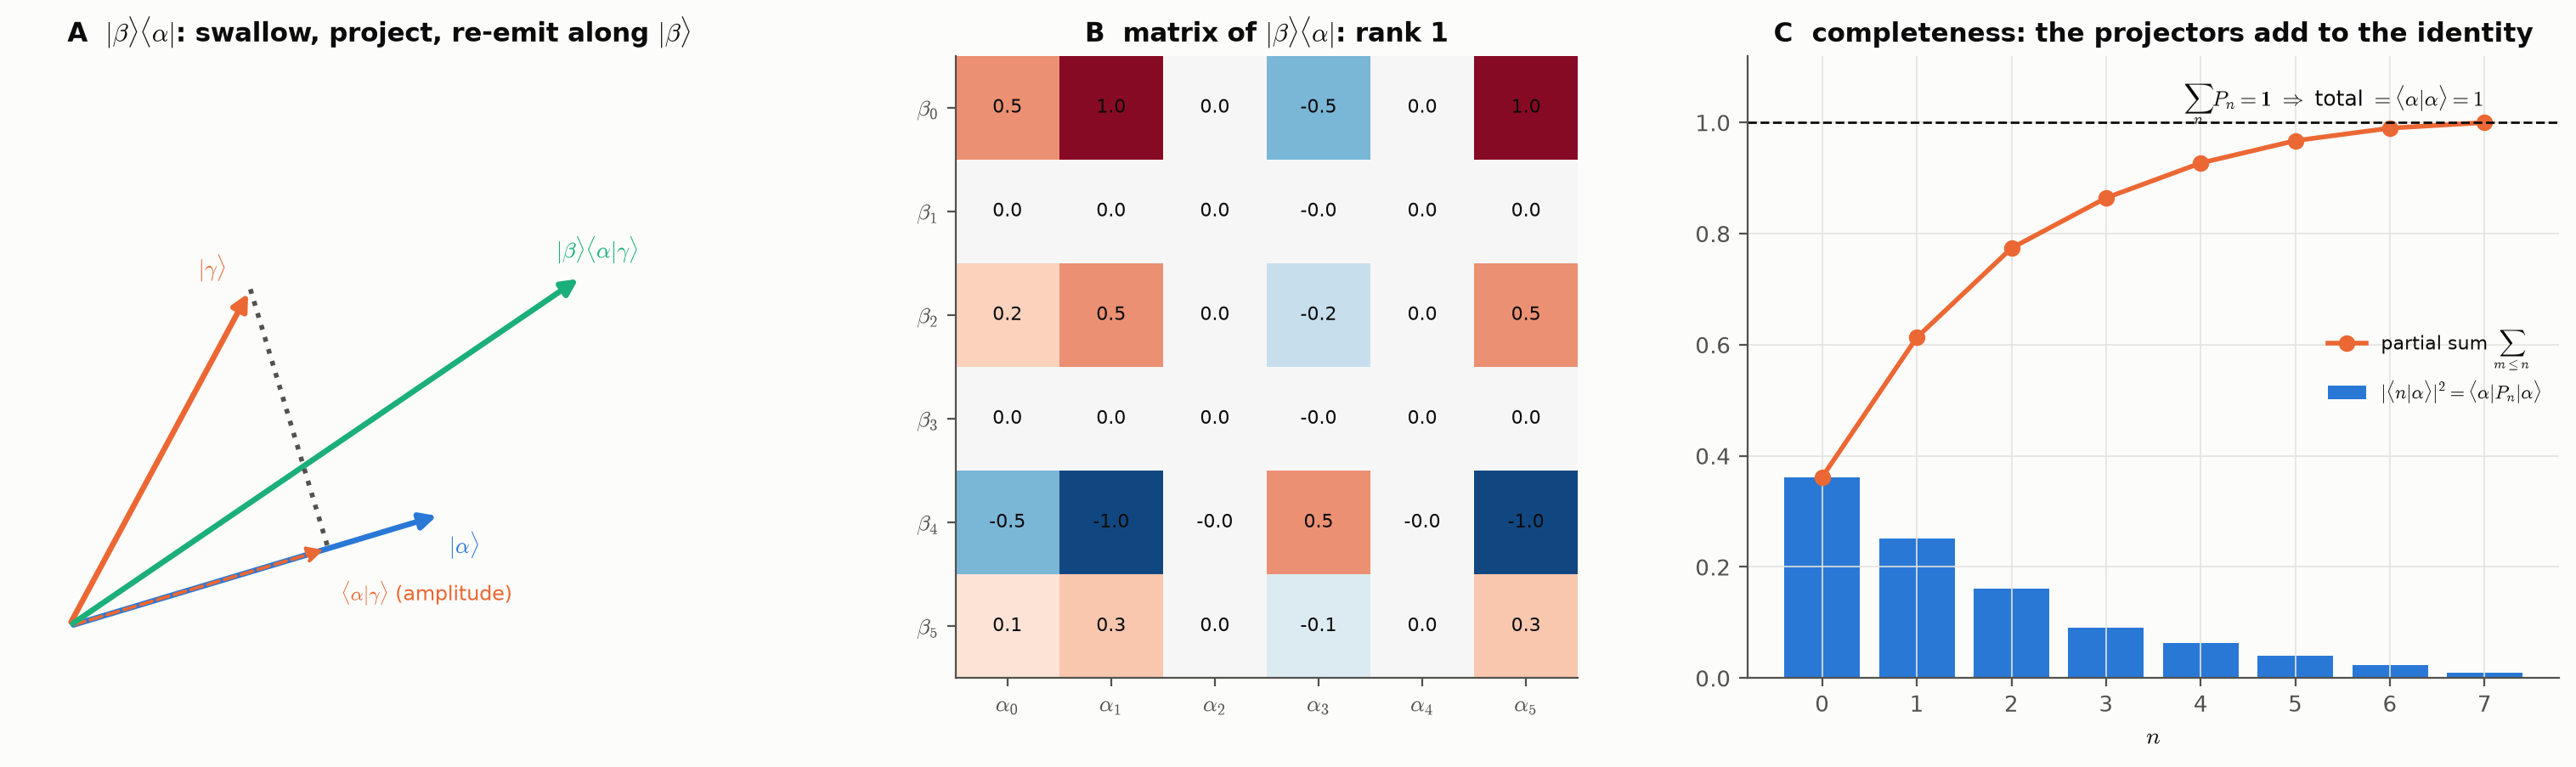 A |β⟩⟨α|: swallow, project, re-emit along |β⟩
|γ⟩
|β⟩⟨α|γ⟩
|α⟩
⟨α|γ⟩ (amplitude)
B matrix of |β⟩⟨α|: rank 1
β₀ 0.5 1.0 0.0 -0.5 0.0 1.0
β₁ 0.0 0.0 0.0 -0.0 0.0 0.0
β₂ 0.2 0.5 0.0 -0.2 0.0 0.5
β₃ 0.0 0.0 0.0 -0.0 0.0 0.0
β₄ -0.5 -1.0 -0.0 0.5 -0.0 -1.0
β₅ 0.1 0.3 0.0 -0.1 0.0 0.3
α₀ α₁ α₂ α₃ α₄ α₅
C completeness: the projectors add to the identity
∑ₙ Pₙ = 1 ⇒ total = ⟨α|α⟩ = 1
1.0
0.8
0.6
0.4
0.2
0.0
partial sum ∑ m≤n
|⟨n|α⟩|² = ⟨α|Pₙ|α⟩
0 1 2 3 4 5 6 7
n